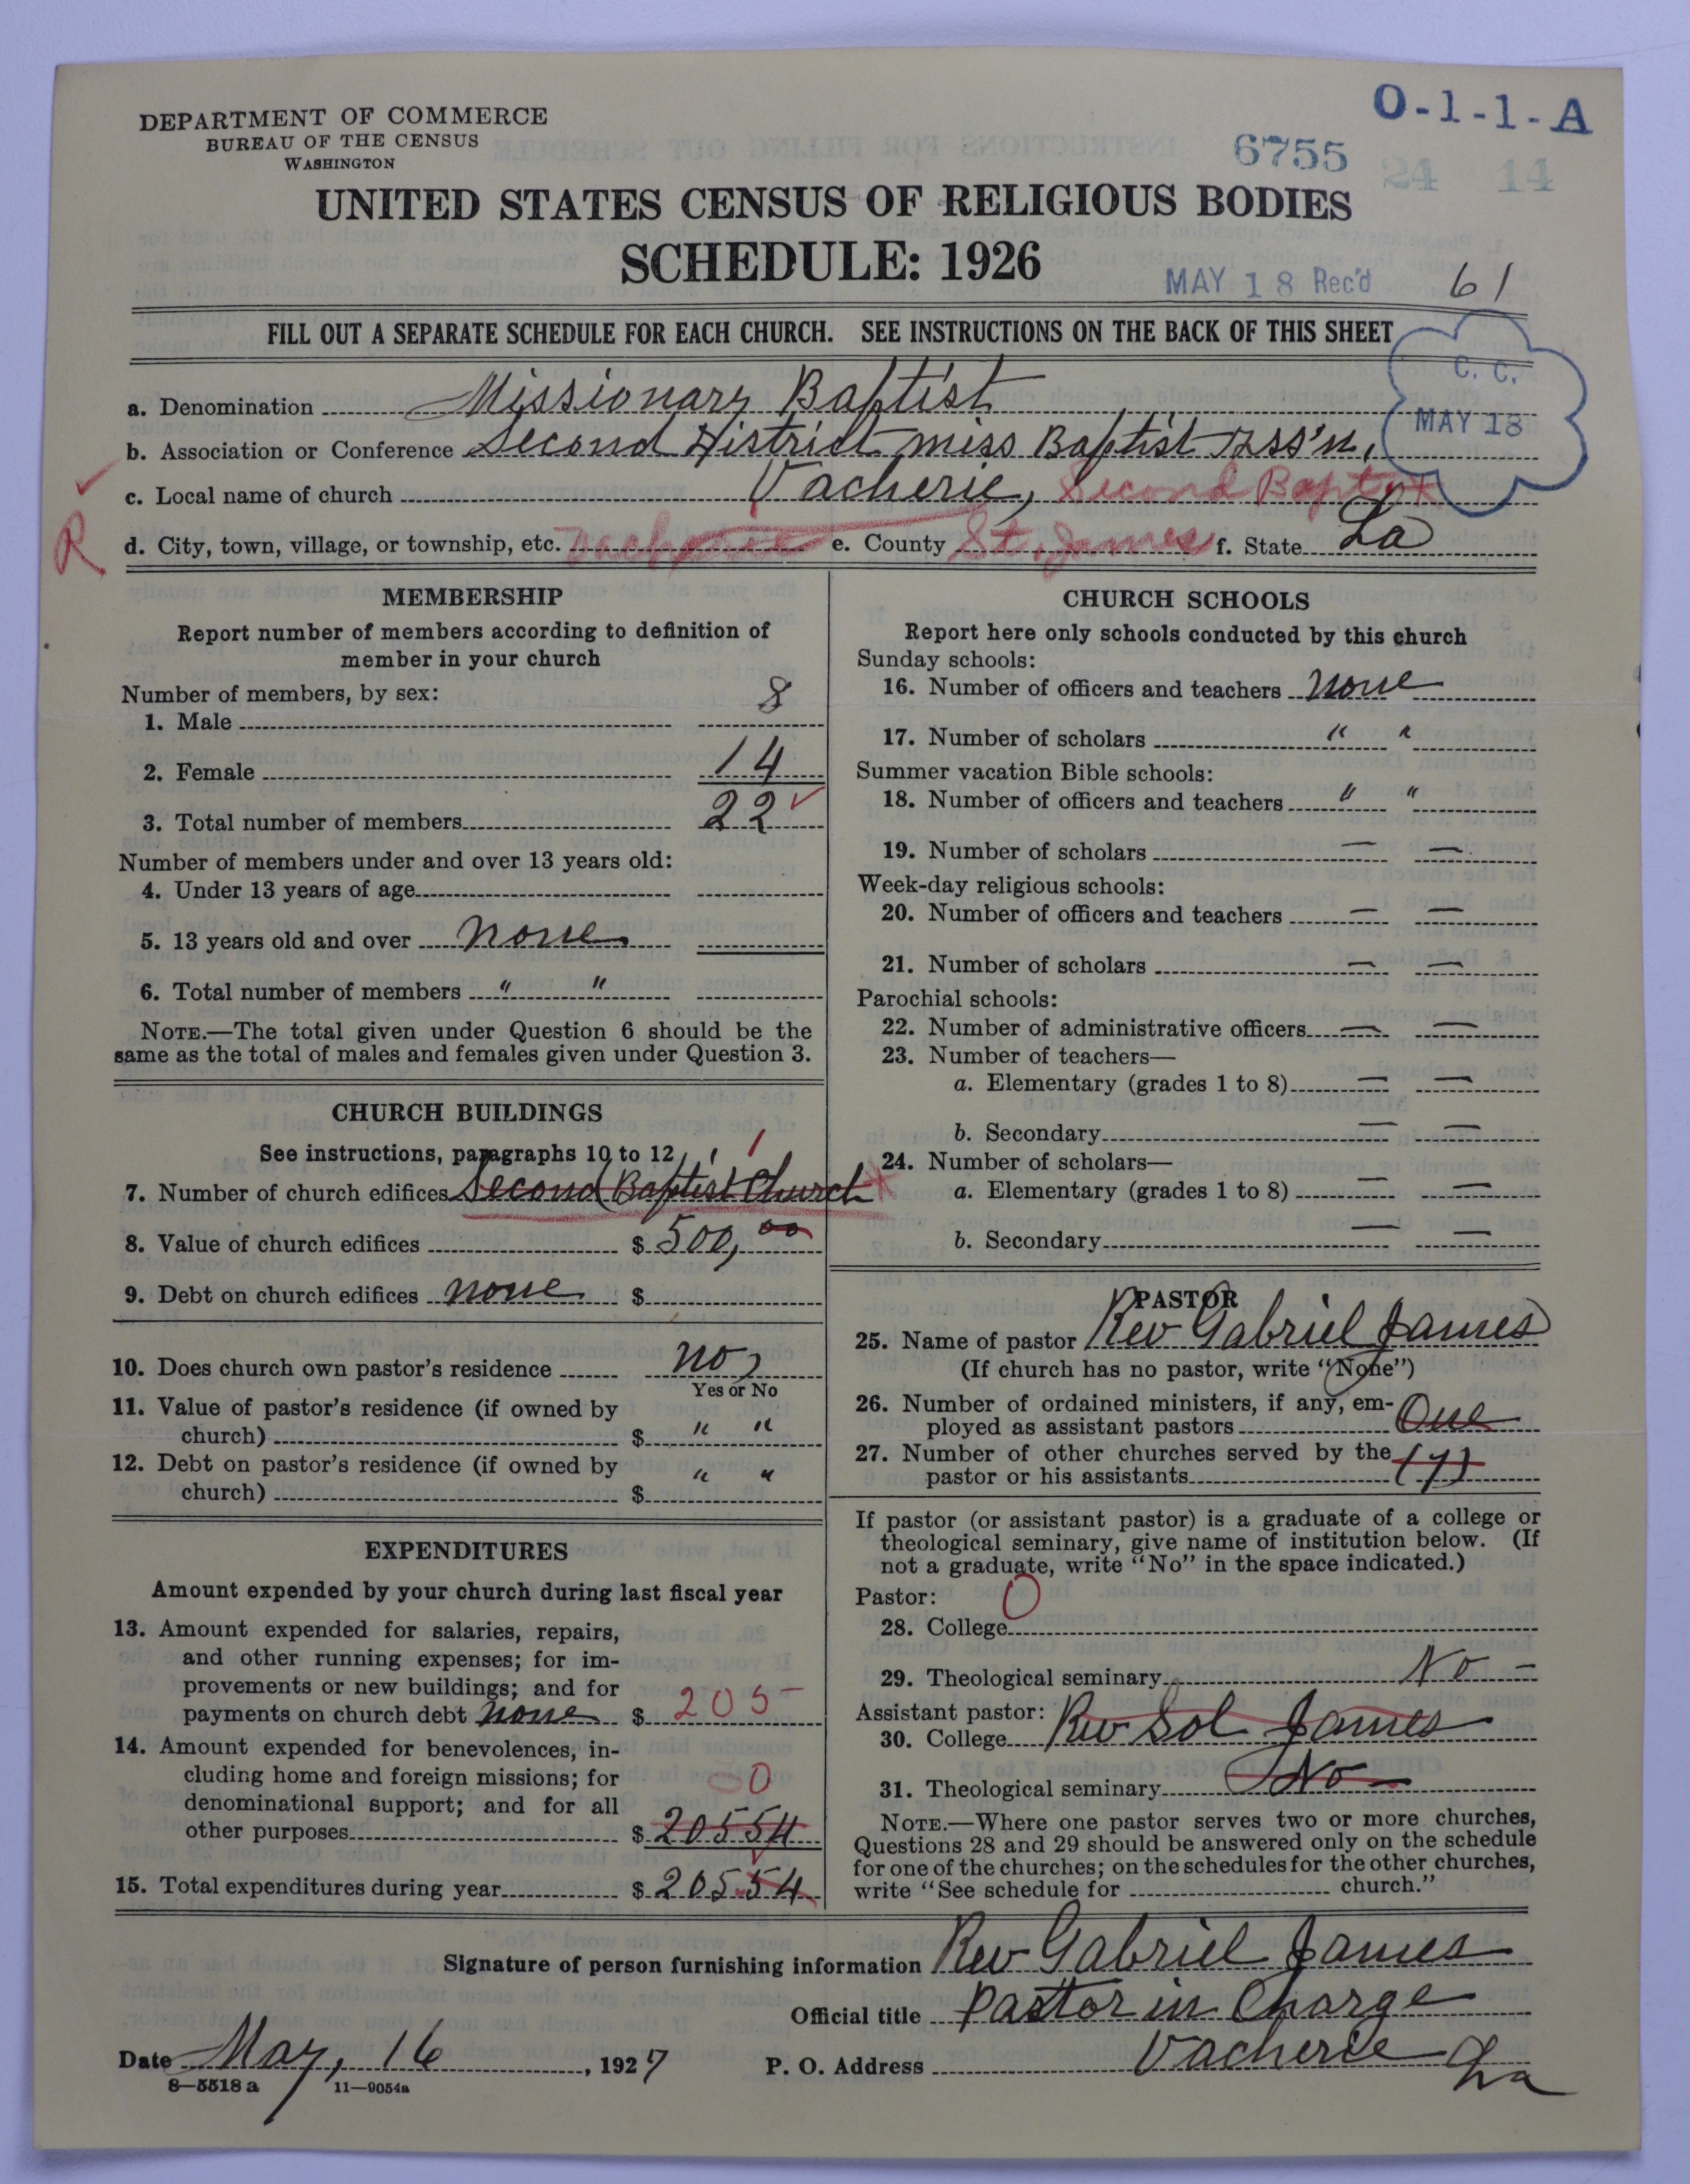 O-1-1-A
DEPARTMENT OF COMMERCE
BUREAU OF THE CENSUS
WASHINGTON
6755
24 14
UNITED STATES CENSUS OF RELIGIOUS BODIES
SCHEDULE: 1926
MAY 18 Rec'd
61
FILL OUT A SEPARATE SCHEDULE FOR EACH CHURCH. SEE INSTRUCTIONS ON THE BACK OF THIS SHEET
C. C.
MAY 18
a. Denomination Missionary Baptist
b. Association or Conference Second District miss Baptist Ass'n,
c. Local name of church Vacherie, Second Baptist
R
d. City, town, village, or township, etc. Vacherie e. County St. James f. State La
MEMBERSHIP
Report number of members according to definition of
member in your church
Number of members, by sex:
1. Male 8
2. Female 14
3. Total number of members 22
Number of members under and over 13 years old:
4. Under 13 years of age
5. 13 years old and over none
6. Total number of members " "
NOTE.—The total given under Question 6 should be the
same as the total of males and females given under Question 3.
CHURCH BUILDINGS
See instructions, paragraphs 10 to 12
1
7. Number of church edifices Second Baptist Church
8. Value of church edifices $ 500,00
9. Debt on church edifices none $
10. Does church own pastor's residence no
Yes or No
11. Value of pastor's residence (if owned by
church) $ " "
12. Debt on pastor's residence (if owned by
church) $ " "
EXPENDITURES
Amount expended by your church during last fiscal year
13. Amount expended for salaries, repairs,
and other running expenses; for im-
provements or new buildings; and for
payments on church debt none $ 205
14. Amount expended for benevolences, in-
cluding home and foreign missions; for
denominational support; and for all
0
other purposes $ 205 54
15. Total expenditures during year $ 205.54
CHURCH SCHOOLS
Report here only schools conducted by this church
Sunday schools:
16. Number of officers and teachers none
17. Number of scholars " "
Summer vacation Bible schools:
18. Number of officers and teachers " "
19. Number of scholars — —
Week-day religious schools:
20. Number of officers and teachers — —
21. Number of scholars — —
Parochial schools:
22. Number of administrative officers — —
23. Number of teachers—
a. Elementary (grades 1 to 8) — —
b. Secondary — —
24. Number of scholars—
a. Elementary (grades 1 to 8) — —
b. Secondary — —
PASTOR
25. Name of pastor Rev Gabriel James
(If church has no pastor, write "None")
26. Number of ordained ministers, if any, em-
ployed as assistant pastors One
27. Number of other churches served by the
pastor or his assistants
If pastor (or assistant pastor) is a graduate of a college or
theological seminary, give name of institution below. (If
not a graduate, write "No" in the space indicated.)
Pastor: 0
28. College
29. Theological seminary No —
Assistant pastor:
30. College Rev Sol James
31. Theological seminary No —
NOTE.—Where one pastor serves two or more churches,
Questions 28 and 29 should be answered only on the schedule
for one of the churches; on the schedules for the other churches,
write "See schedule for church."
Signature of person furnishing information Rev Gabriel James
Official title Pastor in Charge
Date May, 16, 1927 P. O. Address Vacherie La
8—5518 a 11—9054a